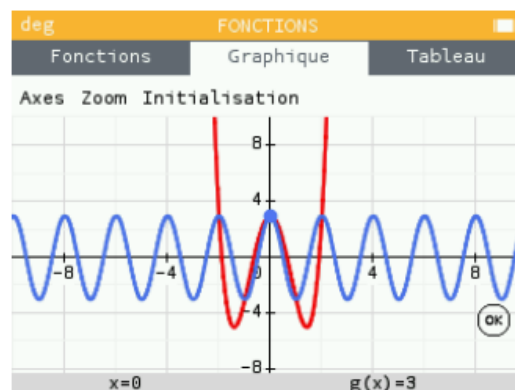 deg FONCTIONS
Fonctions Graphique Tableau
Axes Zoom Initialisation
8
4
-8 -4 0 4 8
-4
OK
-8
x=0 g(x)=3